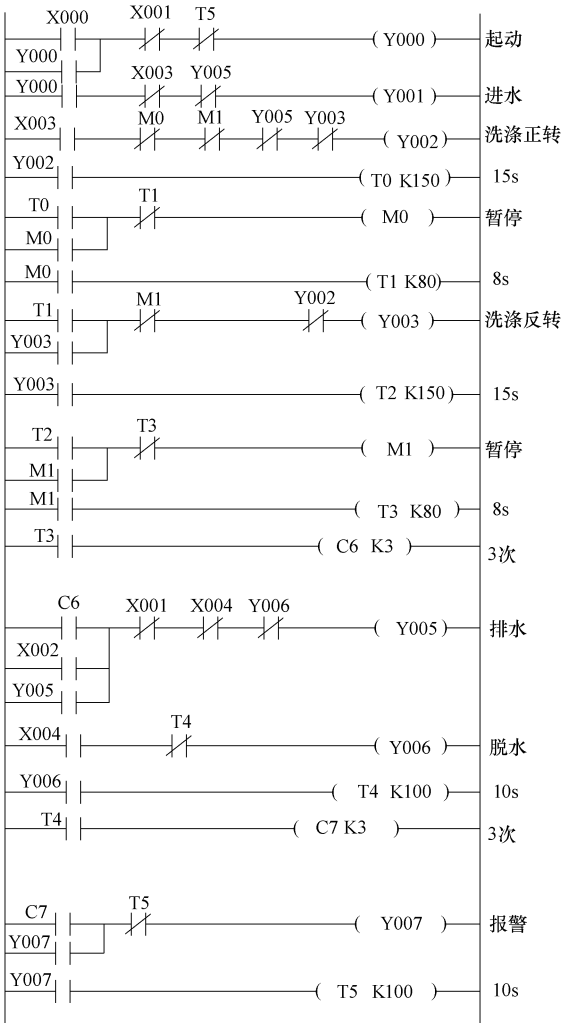 X000 X001 T5 ( Y000 ) 起动
Y000
Y000 X003 Y005 ( Y001 ) 进水
X003 M0 M1 Y005 Y003 ( Y002 ) 洗涤正转
Y002 ( T0 K150 ) 15s
T0 T1 ( M0 ) 暂停
M0
M0 ( T1 K80 ) 8s
T1 M1 Y002 ( Y003 ) 洗涤反转
Y003
Y003 ( T2 K150 ) 15s
T2 T3 ( M1 ) 暂停
M1
M1 ( T3 K80 ) 8s
T3 ( C6 K3 ) 3次
C6 X001 X004 Y006 ( Y005 ) 排水
X002
Y005
X004 T4 ( Y006 ) 脱水
Y006 ( T4 K100 ) 10s
T4 ( C7 K3 ) 3次
C7 T5 ( Y007 ) 报警
Y007
Y007 ( T5 K100 ) 10s